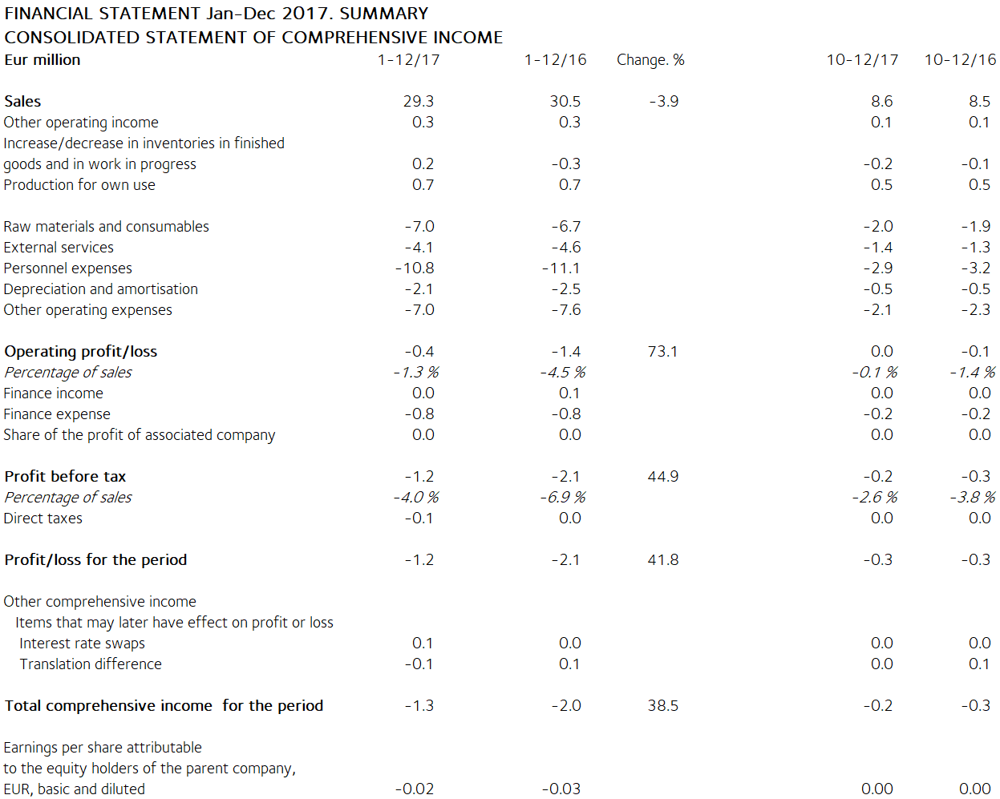 FINANCIAL STATEMENT Jan-Dec 2017. SUMMARY
CONSOLIDATED STATEMENT OF COMPREHENSIVE INCOME
Eur million 1-12/17 1-12/16 Change. % 10-12/17 10-12/16
Sales 29.3 30.5 -3.9 8.6 8.5
Other operating income 0.3 0.3 0.1 0.1
Increase/decrease in inventories in finished
goods and in work in progress 0.2 -0.3 -0.2 -0.1
Production for own use 0.7 0.7 0.5 0.5
Raw materials and consumables -7.0 -6.7 -2.0 -1.9
External services -4.1 -4.6 -1.4 -1.3
Personnel expenses -10.8 -11.1 -2.9 -3.2
Depreciation and amortisation -2.1 -2.5 -0.5 -0.5
Other operating expenses -7.0 -7.6 -2.1 -2.3
Operating profit/loss -0.4 -1.4 73.1 0.0 -0.1
Percentage of sales -1.3 % -4.5 % -0.1 % -1.4 %
Finance income 0.0 0.1 0.0 0.0
Finance expense -0.8 -0.8 -0.2 -0.2
Share of the profit of associated company 0.0 0.0 0.0 0.0
Profit before tax -1.2 -2.1 44.9 -0.2 -0.3
Percentage of sales -4.0 % -6.9 % -2.6 % -3.8 %
Direct taxes -0.1 0.0 0.0 0.0
Profit/loss for the period -1.2 -2.1 41.8 -0.3 -0.3
Other comprehensive income
Items that may later have effect on profit or loss
Interest rate swaps 0.1 0.0 0.0 0.0
Translation difference -0.1 0.1 0.0 0.1
Total comprehensive income for the period -1.3 -2.0 38.5 -0.2 -0.3
Earnings per share attributable
to the equity holders of the parent company,
EUR, basic and diluted -0.02 -0.03 0.00 0.00